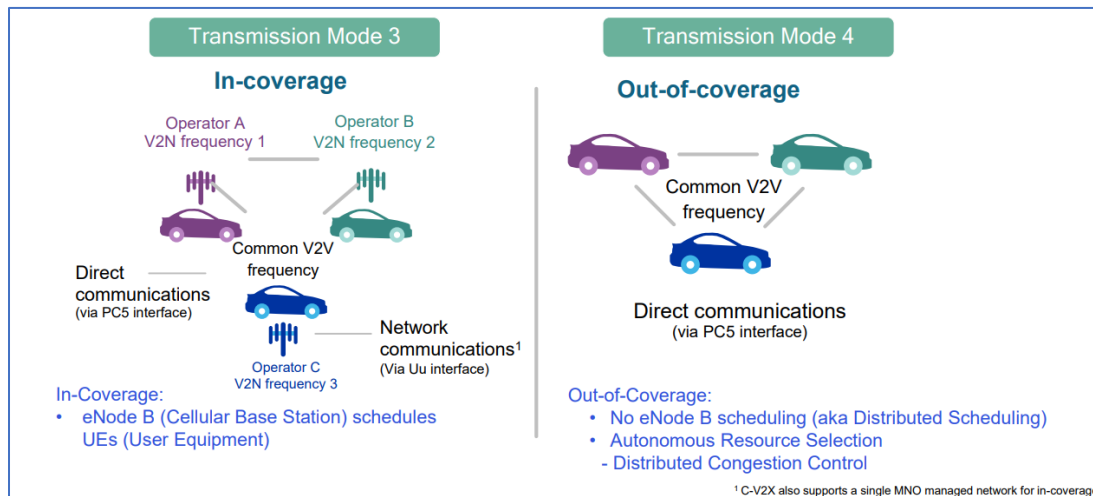 Transmission Mode 3
In-coverage
Operator A
V2N frequency 1
Operator B
V2N frequency 2
Common V2V
frequency
Direct
communications
(via PC5 interface)
Network
communications¹
(Via Uu interface)
Operator C
V2N frequency 3
In-Coverage:
• eNode B (Cellular Base Station) schedules
UEs (User Equipment)
Transmission Mode 4
Out-of-coverage
Common V2V
frequency
Direct communications
(via PC5 interface)
Out-of-Coverage:
• No eNode B scheduling (aka Distributed Scheduling)
• Autonomous Resource Selection
- Distributed Congestion Control
¹ C-V2X also supports a single MNO managed network for in-coverage